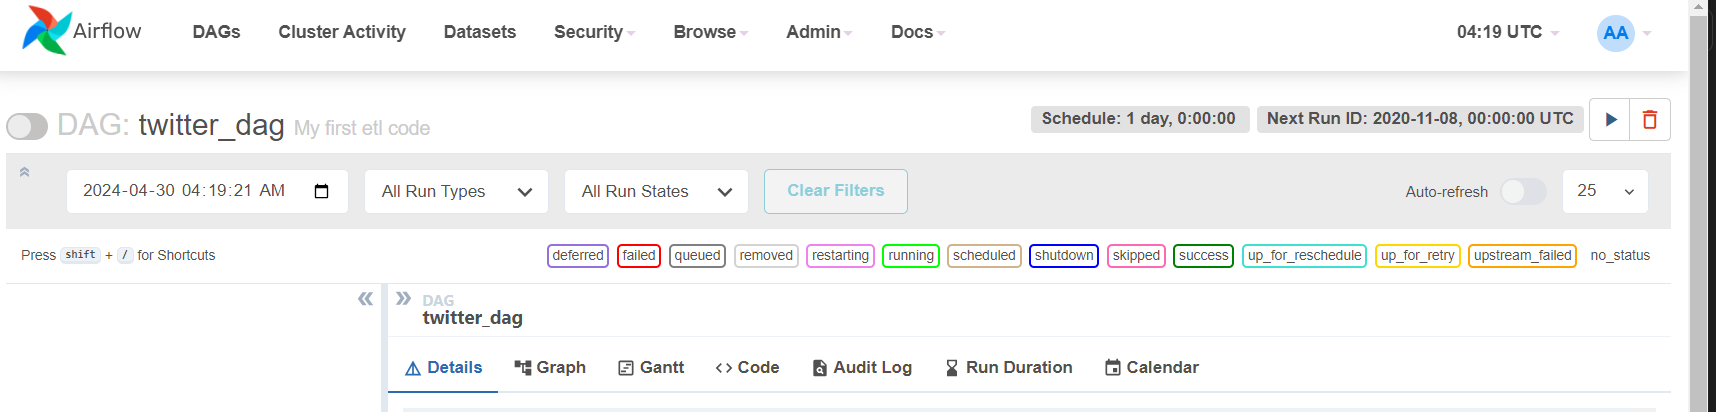 Airflow DAGs Cluster Activity Datasets Security Browse Admin Docs 04:19 UTC AA
DAG: twitter_dag My first etl code Schedule: 1 day, 0:00:00 Next Run ID: 2020-11-08, 00:00:00 UTC
2024-04-30 04:19:21 AM All Run Types All Run States Clear Filters Auto-refresh 25
Press shift + / for Shortcuts deferred failed queued removed restarting running scheduled shutdown skipped success up_for_reschedule up_for_retry upstream_failed no_status
DAG
twitter_dag
Details Graph Gantt Code Audit Log Run Duration Calendar